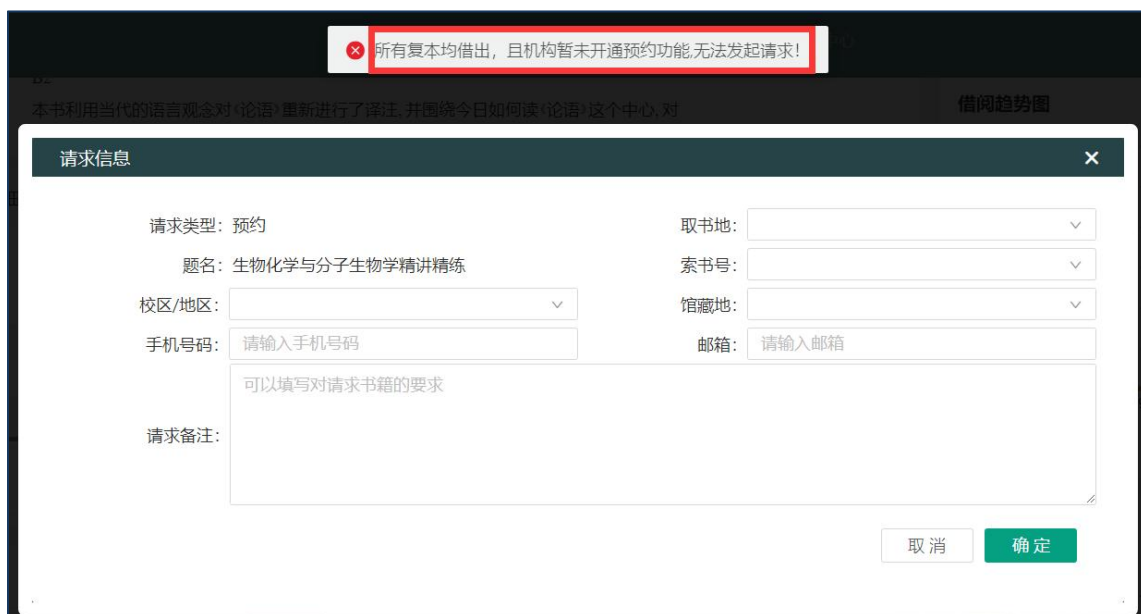 所有复本均借出，且机构暂未开通预约功能,无法发起请求！
本书利用当代的语言观念对《论语》重新进行了译注,并围绕今日如何读《论语》这个中心,对
借阅趋势图
请求信息
请求类型： 预约
取书地：
题名： 生物化学与分子生物学精讲精练
索书号：
校区/地区：
馆藏地：
手机号码： 请输入手机号码
邮箱： 请输入邮箱
可以填写对请求书籍的要求
请求备注：
取 消
确 定